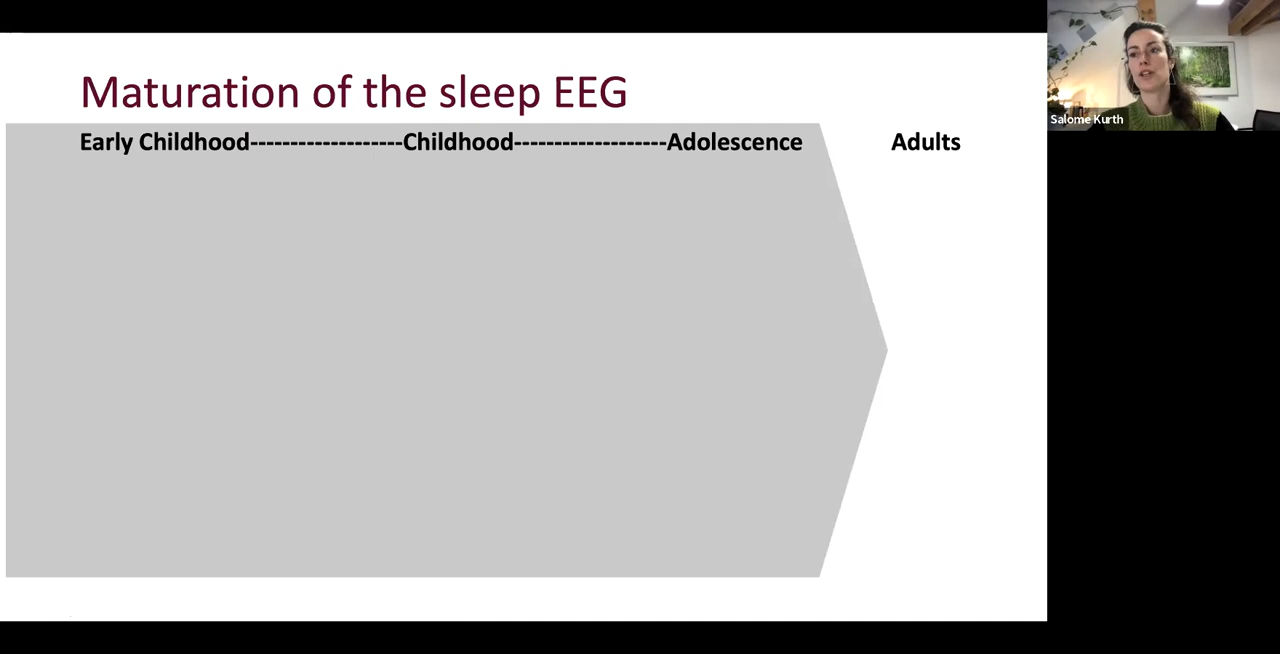 Maturation of the sleep EEG
Early Childhood-------------------Childhood-------------------Adolescence Adults
Salome Kurth